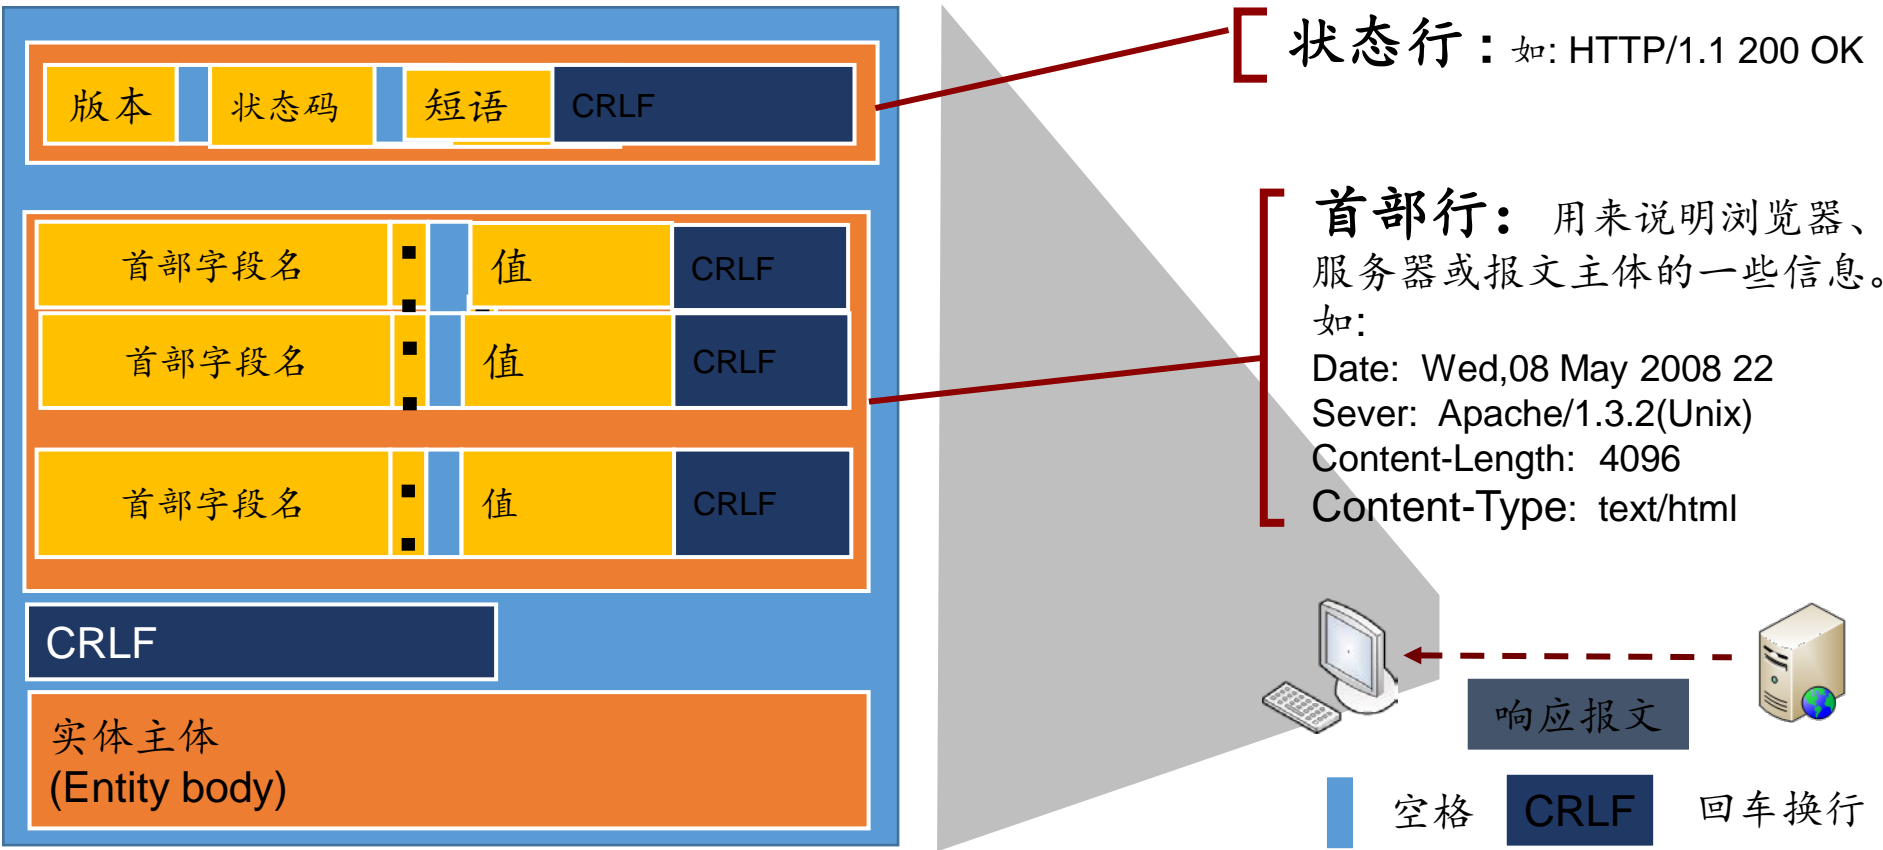 版本 状态码 短语 CRLF
首部字段名 : 值 CRLF
首部字段名 : 值 CRLF
首部字段名 : 值 CRLF
CRLF
实体主体
(Entity body)
状态行 : 如: HTTP/1.1 200 OK
首部行： 用来说明浏览器、
服务器或报文主体的一些信息。
如:
Date: Wed,08 May 2008 22
Sever: Apache/1.3.2(Unix)
Content-Length: 4096
Content-Type: text/html
响应报文
空格 CRLF 回车换行